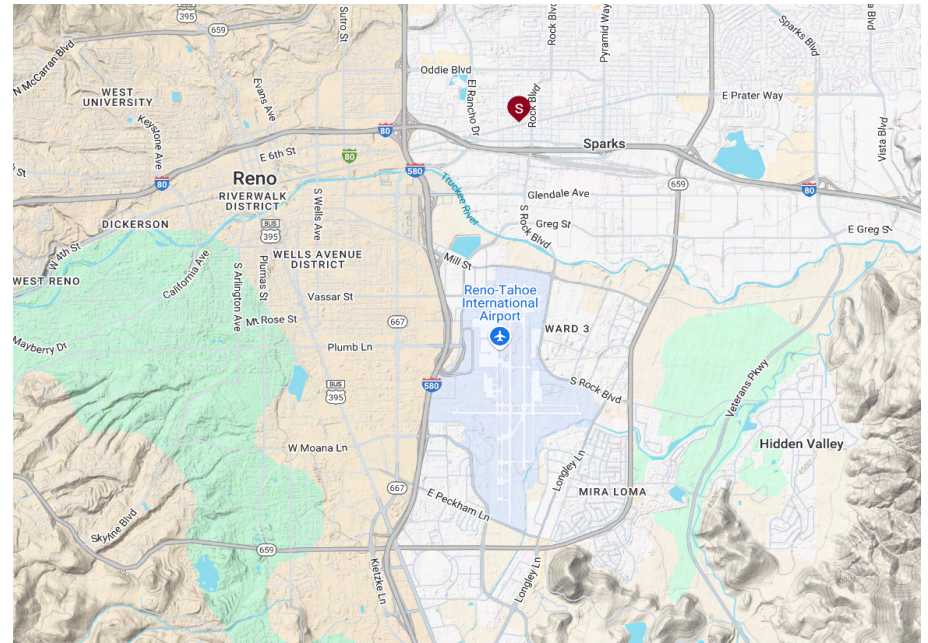 395
Sutro St
659
Rock Blvd
Pyramid Way
Sparks Blvd
a Blvd
N McCarran Blvd
Oddie Blvd
WEST
UNIVERSITY
Evans Ave
El Rancho Dr
S
Rock Blvd
E Prater Way
Keystone Ave
80
Sparks
Vista Blvd
E 6th St
80
580
St
80
Reno
659
80
RIVERWALK
DISTRICT
S Wells Ave
Truckee River
Glendale Ave
DICKERSON
BUS
395
S Rock Blvd
Greg St
E Greg St
W 4th St
WELLS AVENUE
DISTRICT
Mill St
WEST RENO
California Ave
S Arlington Ave
Plumas St
Vassar St
Reno-Tahoe
International
Airport
Mt Rose St
667
WARD 3
Mayberry Dr
Plumb Ln
BUS
395
580
S Rock Blvd
Veterans Pkwy
W Moana Ln
Longley Ln
Hidden Valley
4500
667
E Peckham Ln
MIRA LOMA
Skyline Blvd
659
Kietzke Ln
Longley Ln